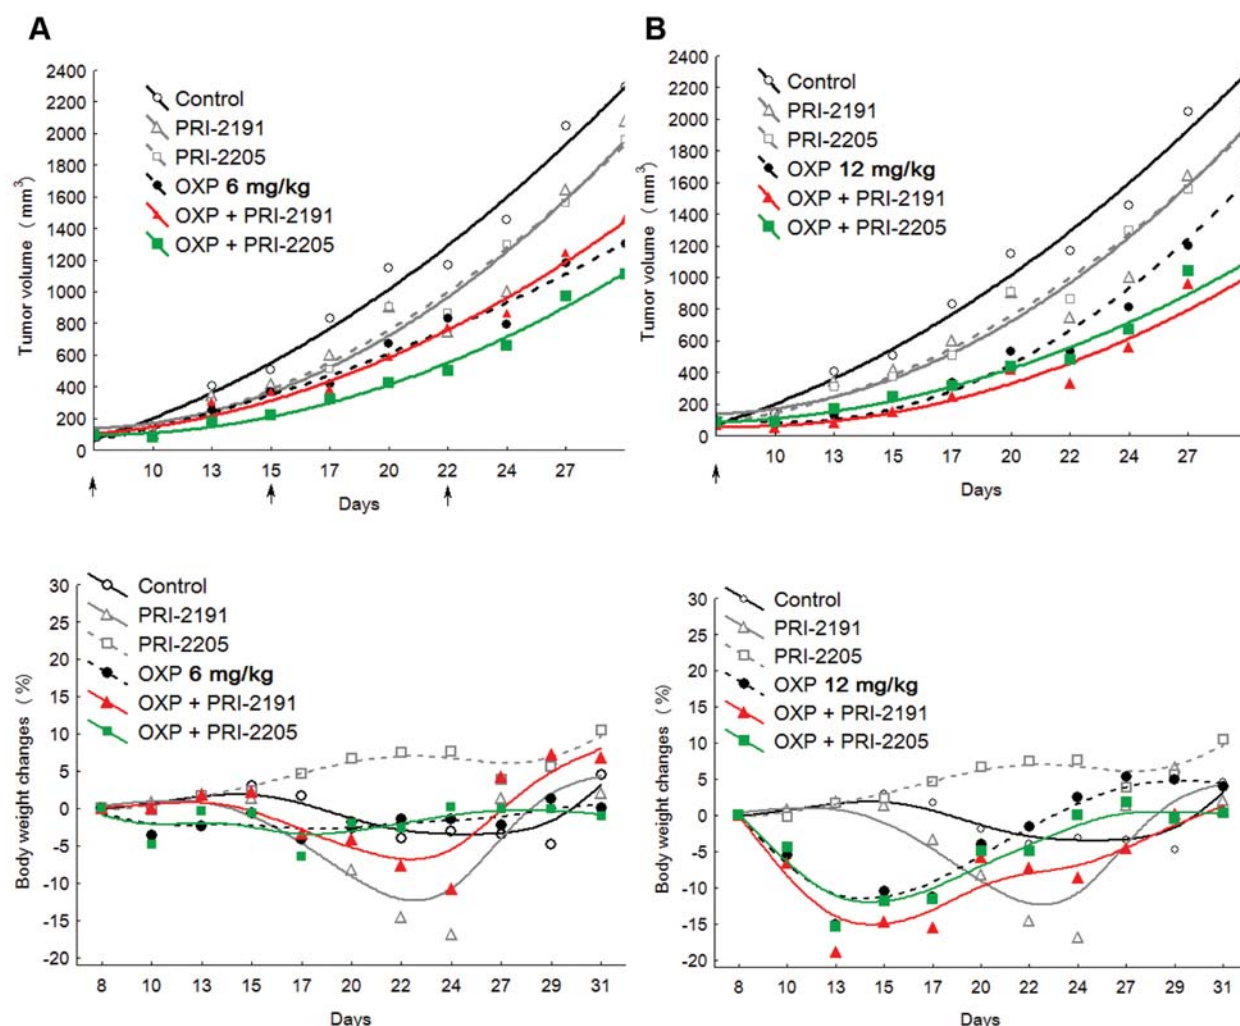 A
2400
2200
2000
1800
1600
1400
1200
1000
800
600
400
200
0
Tumor volume (mm3)
Control
PRI-2191
PRI-2205
OXP 6 mg/kg
OXP + PRI-2191
OXP + PRI-2205
10 13 15 17 20 22 24 27
Days
B
2400
2200
2000
1800
1600
1400
1200
1000
800
600
400
200
0
Tumor volume (mm3)
Control
PRI-2191
PRI-2205
OXP 12 mg/kg
OXP + PRI-2191
OXP + PRI-2205
10 13 15 17 20 22 24 27
Days
30
25
20
15
10
5
0
-5
-10
-15
-20
Body weight changes (%)
Control
PRI-2191
PRI-2205
OXP 6 mg/kg
OXP + PRI-2191
OXP + PRI-2205
8 10 13 15 17 20 22 24 27 29 31
Days
30
25
20
15
10
5
0
-5
-10
-15
-20
Body weight changes (%)
Control
PRI-2191
PRI-2205
OXP 12 mg/kg
OXP + PRI-2191
OXP + PRI-2205
8 10 13 15 17 20 22 24 27 29 31
Days